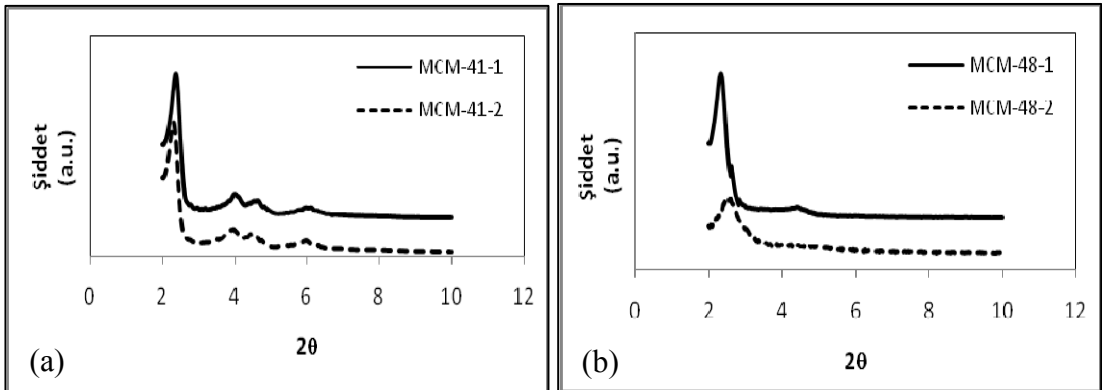 MCM-41-1
MCM-41-2
Şiddet
(a.u.)
0 2 4 6 8 10 12
2θ
(a)
MCM-48-1
MCM-48-2
Şiddet
(a.u.)
0 2 4 6 8 10 12
2θ
(b)